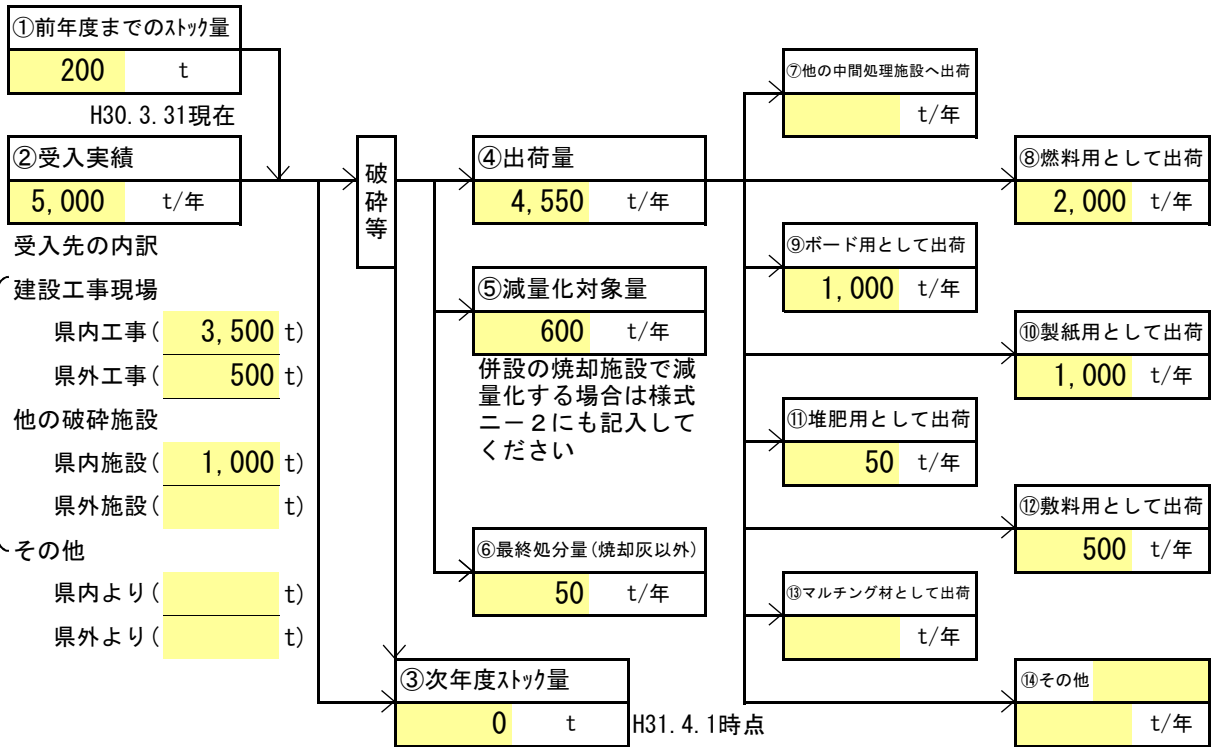 ①前年度までのｽﾄｯｸ量
200 t
H30.3.31現在
②受入実績
5,000 t/年
受入先の内訳
建設工事現場
県内工事( 3,500 t)
県外工事( 500 t)
他の破砕施設
県内施設( 1,000 t)
県外施設( t)
その他
県内より( t)
県外より( t)
破砕等
④出荷量
4,550 t/年
⑤減量化対象量
600 t/年
併設の焼却施設で減
量化する場合は様式
ニー２にも記入して
ください
⑥最終処分量(焼却灰以外)
50 t/年
③次年度ｽﾄｯｸ量
0 t
H31.4.1時点
⑦他の中間処理施設へ出荷
t/年
⑧燃料用として出荷
2,000 t/年
⑨ボード用として出荷
1,000 t/年
⑩製紙用として出荷
1,000 t/年
⑪堆肥用として出荷
50 t/年
⑫敷料用として出荷
500 t/年
⑬マルチング材として出荷
t/年
⑭その他
t/年